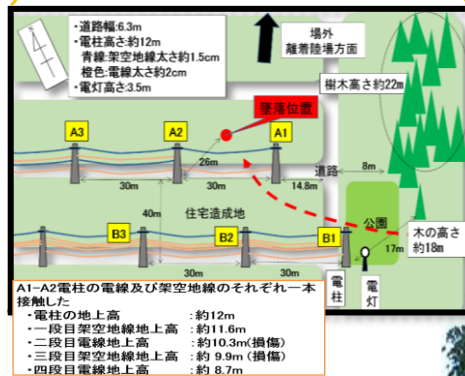 ・道路幅:6.3m
・電柱高さ:約12m
青線:架空地線太さ約1.5cm
橙色:電線太さ約2cm
・電灯高さ:3.5m
場外
離着陸場方面
樹木高さ約22m
墜落位置
A3
A2
A1
26m
道路
8m
30m
30m
14.8m
40m
住宅造成地
公園
木の高さ
約18m
B3
B2
B1
17m
30m
30m
電柱
電灯
A1-A2電柱の電線及び架空地線のそれぞれ一本
接触した
・電柱の地上高 :約12m
・一段目架空地線地上高 :約11.6m
・二段目電線地上高 :約10.3m(損傷)
・三段目架空地線地上高 :約 9.9m(損傷)
・四段目電線地上高 :約 8.7m